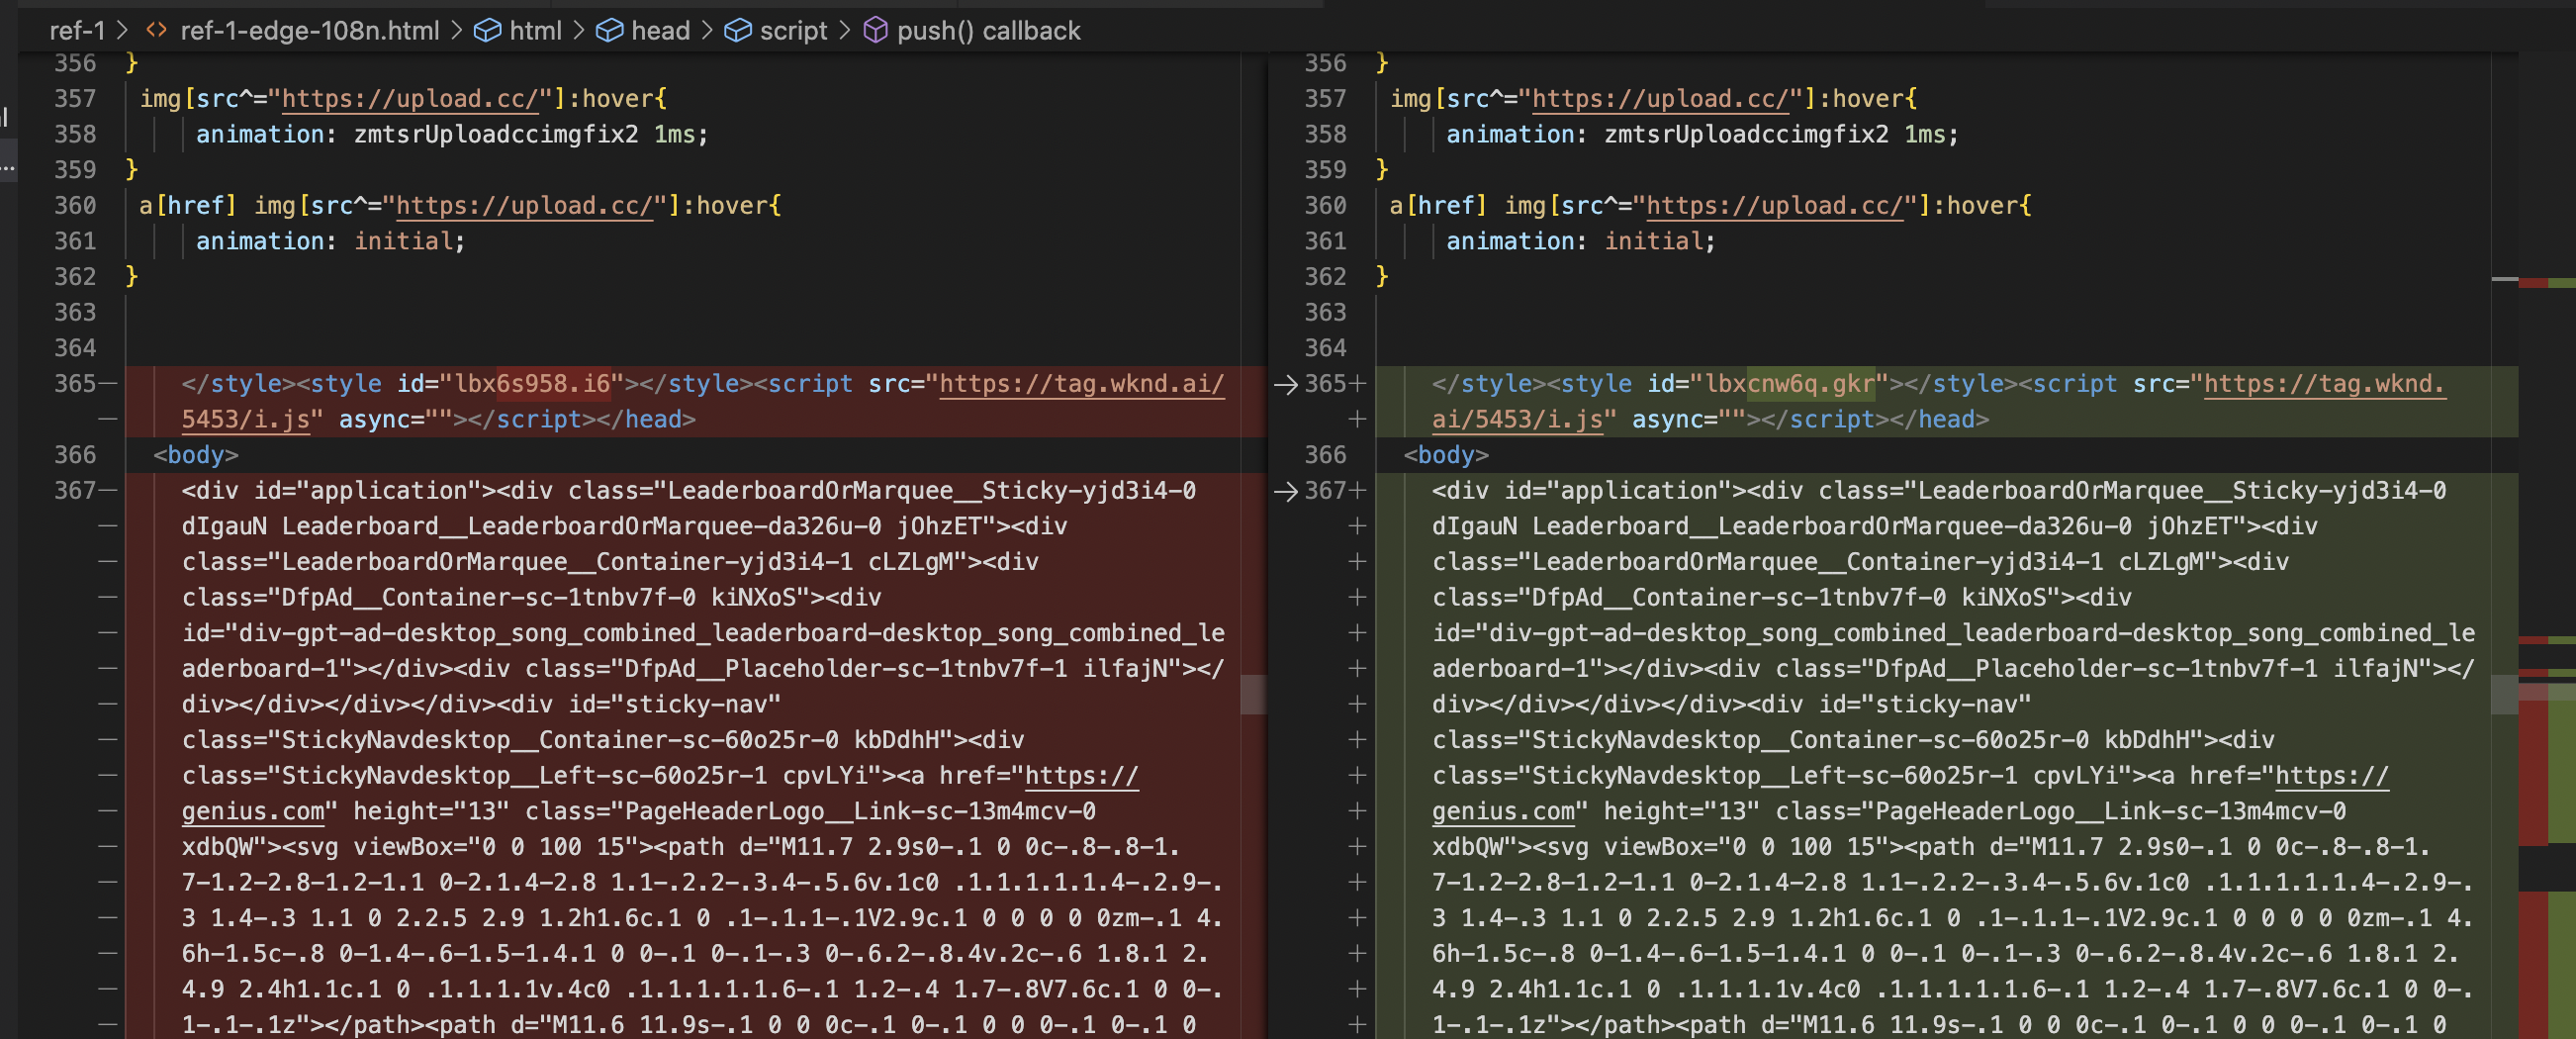 ref-1 > <> ref-1-edge-108n.html > html > head > script > push() callback
356 }
357 img[src^="https://upload.cc/"]:hover{
358 animation: zmtsrUploadccimgfix2 1ms;
359 }
360 a[href] img[src^="https://upload.cc/"]:hover{
361 animation: initial;
362 }
363
364
365— </style><style id="lbx6s958.i6"></style><script src="https://tag.wknd.ai/
— 5453/i.js" async=""></script></head>
366 <body>
367— <div id="application"><div class="LeaderboardOrMarquee__Sticky-yjd3i4-0
— dIgauN Leaderboard__LeaderboardOrMarquee-da326u-0 jOhzET"><div
— class="LeaderboardOrMarquee__Container-yjd3i4-1 cLZLgM"><div
— class="DfpAd__Container-sc-1tnbv7f-0 kiNXoS"><div
— id="div-gpt-ad-desktop_song_combined_leaderboard-desktop_song_combined_le
— aderboard-1"></div><div class="DfpAd__Placeholder-sc-1tnbv7f-1 ilfajN"></
— div></div></div></div><div id="sticky-nav"
— class="StickyNavdesktop__Container-sc-60o25r-0 kbDdhH"><div
— class="StickyNavdesktop__Left-sc-60o25r-1 cpvLYi"><a href="https://
— genius.com" height="13" class="PageHeaderLogo__Link-sc-13m4mcv-0
— xdbQW"><svg viewBox="0 0 100 15"><path d="M11.7 2.9s0-.1 0 0c-.8-.8-1.
— 7-1.2-2.8-1.2-1.1 0-2.1.4-2.8 1.1-.2.2-.3.4-.5.6v.1c0 .1.1.1.1.1.4-.2.9-.
— 3 1.4-.3 1.1 0 2.2.5 2.9 1.2h1.6c.1 0 .1-.1.1-.1V2.9c.1 0 0 0 0 0zm-.1 4.
— 6h-1.5c-.8 0-1.4-.6-1.5-1.4.1 0 0-.1 0-.1-.3 0-.6.2-.8.4v.2c-.6 1.8.1 2.
— 4.9 2.4h1.1c.1 0 .1.1.1.1v.4c0 .1.1.1.1.1.6-.1 1.2-.4 1.7-.8V7.6c.1 0 0-.
— 1-.1-.1z"></path><path d="M11.6 11.9s-.1 0 0 0c-.1 0-.1 0 0 0-.1 0-.1 0
356 }
357 img[src^="https://upload.cc/"]:hover{
358 animation: zmtsrUploadccimgfix2 1ms;
359 }
360 a[href] img[src^="https://upload.cc/"]:hover{
361 animation: initial;
362 }
363
364
→ 365+ </style><style id="lbxcnw6q.gkr"></style><script src="https://tag.wknd.
+ ai/5453/i.js" async=""></script></head>
366 <body>
→ 367+ <div id="application"><div class="LeaderboardOrMarquee__Sticky-yjd3i4-0
+ dIgauN Leaderboard__LeaderboardOrMarquee-da326u-0 jOhzET"><div
+ class="LeaderboardOrMarquee__Container-yjd3i4-1 cLZLgM"><div
+ class="DfpAd__Container-sc-1tnbv7f-0 kiNXoS"><div
+ id="div-gpt-ad-desktop_song_combined_leaderboard-desktop_song_combined_le
+ aderboard-1"></div><div class="DfpAd__Placeholder-sc-1tnbv7f-1 ilfajN"></
+ div></div></div></div><div id="sticky-nav"
+ class="StickyNavdesktop__Container-sc-60o25r-0 kbDdhH"><div
+ class="StickyNavdesktop__Left-sc-60o25r-1 cpvLYi"><a href="https://
+ genius.com" height="13" class="PageHeaderLogo__Link-sc-13m4mcv-0
+ xdbQW"><svg viewBox="0 0 100 15"><path d="M11.7 2.9s0-.1 0 0c-.8-.8-1.
+ 7-1.2-2.8-1.2-1.1 0-2.1.4-2.8 1.1-.2.2-.3.4-.5.6v.1c0 .1.1.1.1.1.4-.2.9-.
+ 3 1.4-.3 1.1 0 2.2.5 2.9 1.2h1.6c.1 0 .1-.1.1-.1V2.9c.1 0 0 0 0 0zm-.1 4.
+ 6h-1.5c-.8 0-1.4-.6-1.5-1.4.1 0 0-.1 0-.1-.3 0-.6.2-.8.4v.2c-.6 1.8.1 2.
+ 4.9 2.4h1.1c.1 0 .1.1.1.1v.4c0 .1.1.1.1.1.6-.1 1.2-.4 1.7-.8V7.6c.1 0 0-.
+ 1-.1-.1z"></path><path d="M11.6 11.9s-.1 0 0 0c-.1 0-.1 0 0 0-.1 0-.1 0